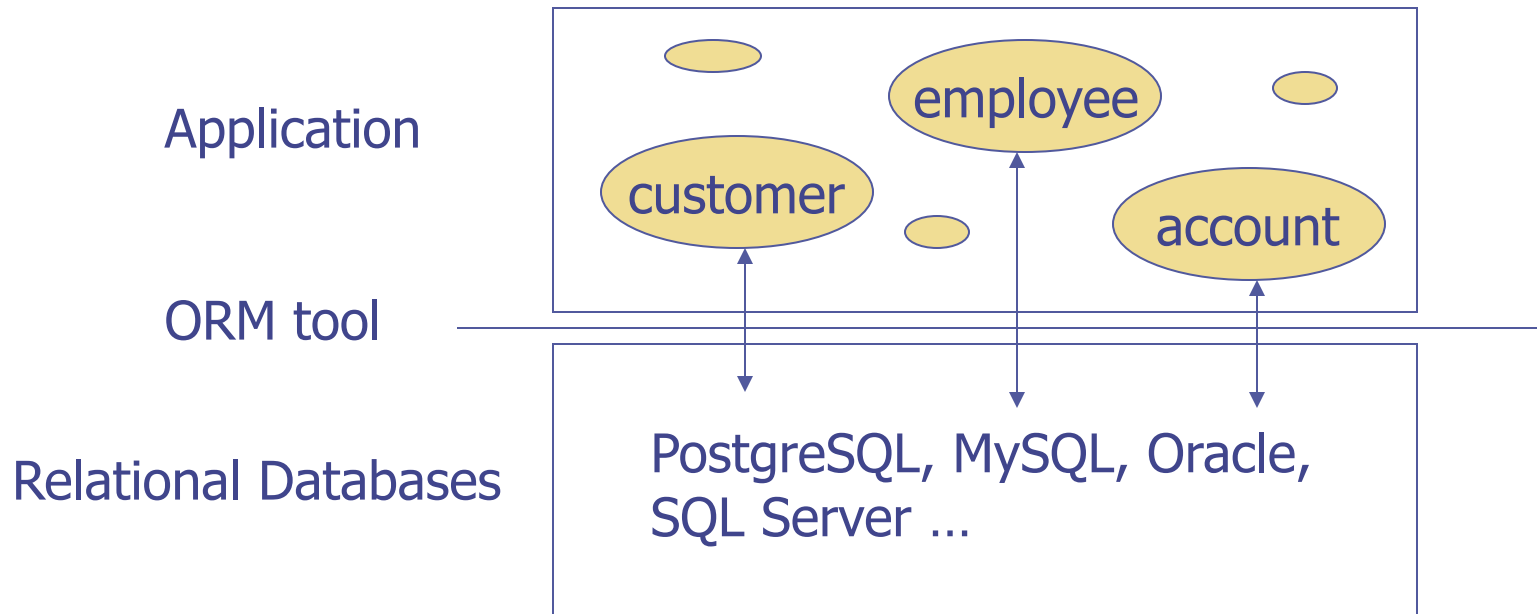 Application
employee
customer
account
ORM tool
Relational Databases
PostgreSQL, MySQL, Oracle,
SQL Server ...